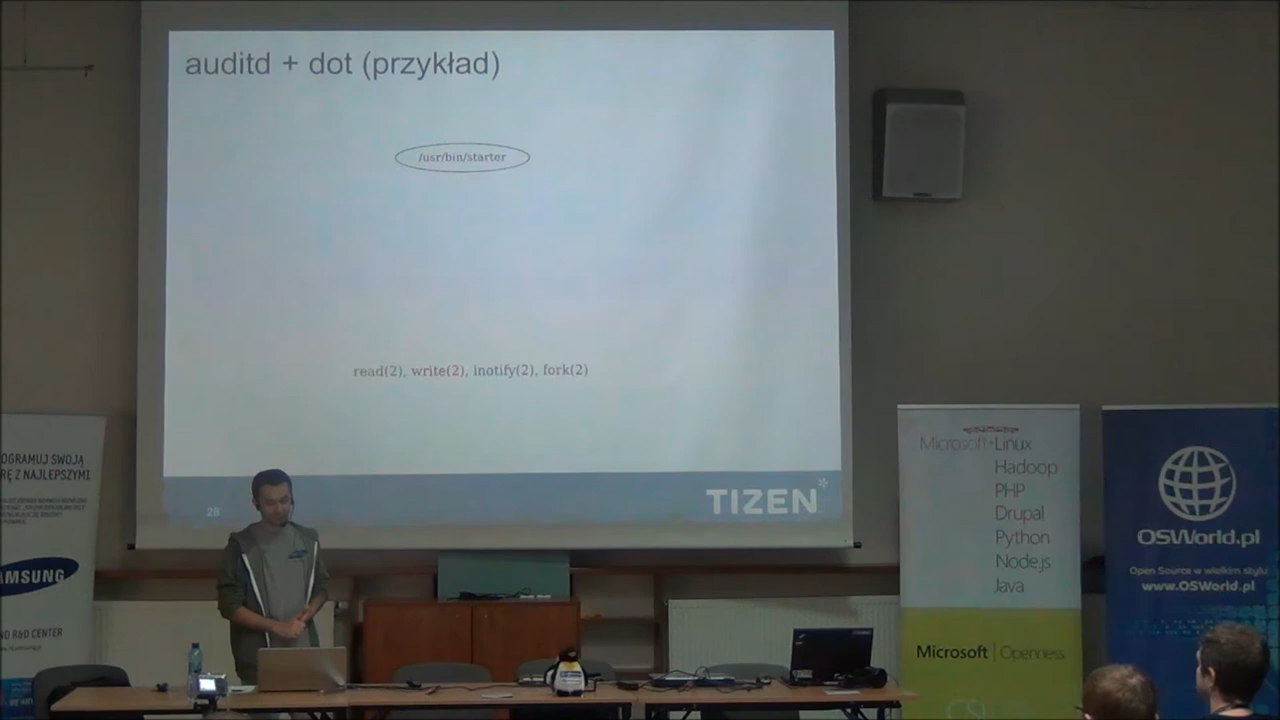 auditd + dot (przykład)
/usr/bin/starter
read(2), write(2), inotify(2), fork(2)
28
TIZEN
OGRAMUJ SWOJĄ
RĘ Z NAJLEPSZYMI
AMSUNG
ND R&D CENTER
Microsoft+Linux
Hadoop
PHP
Drupal
Python
Node.js
Java
Microsoft | Openness
OSWorld.pl
Open Source w wielkim stylu
www.OSWorld.pl